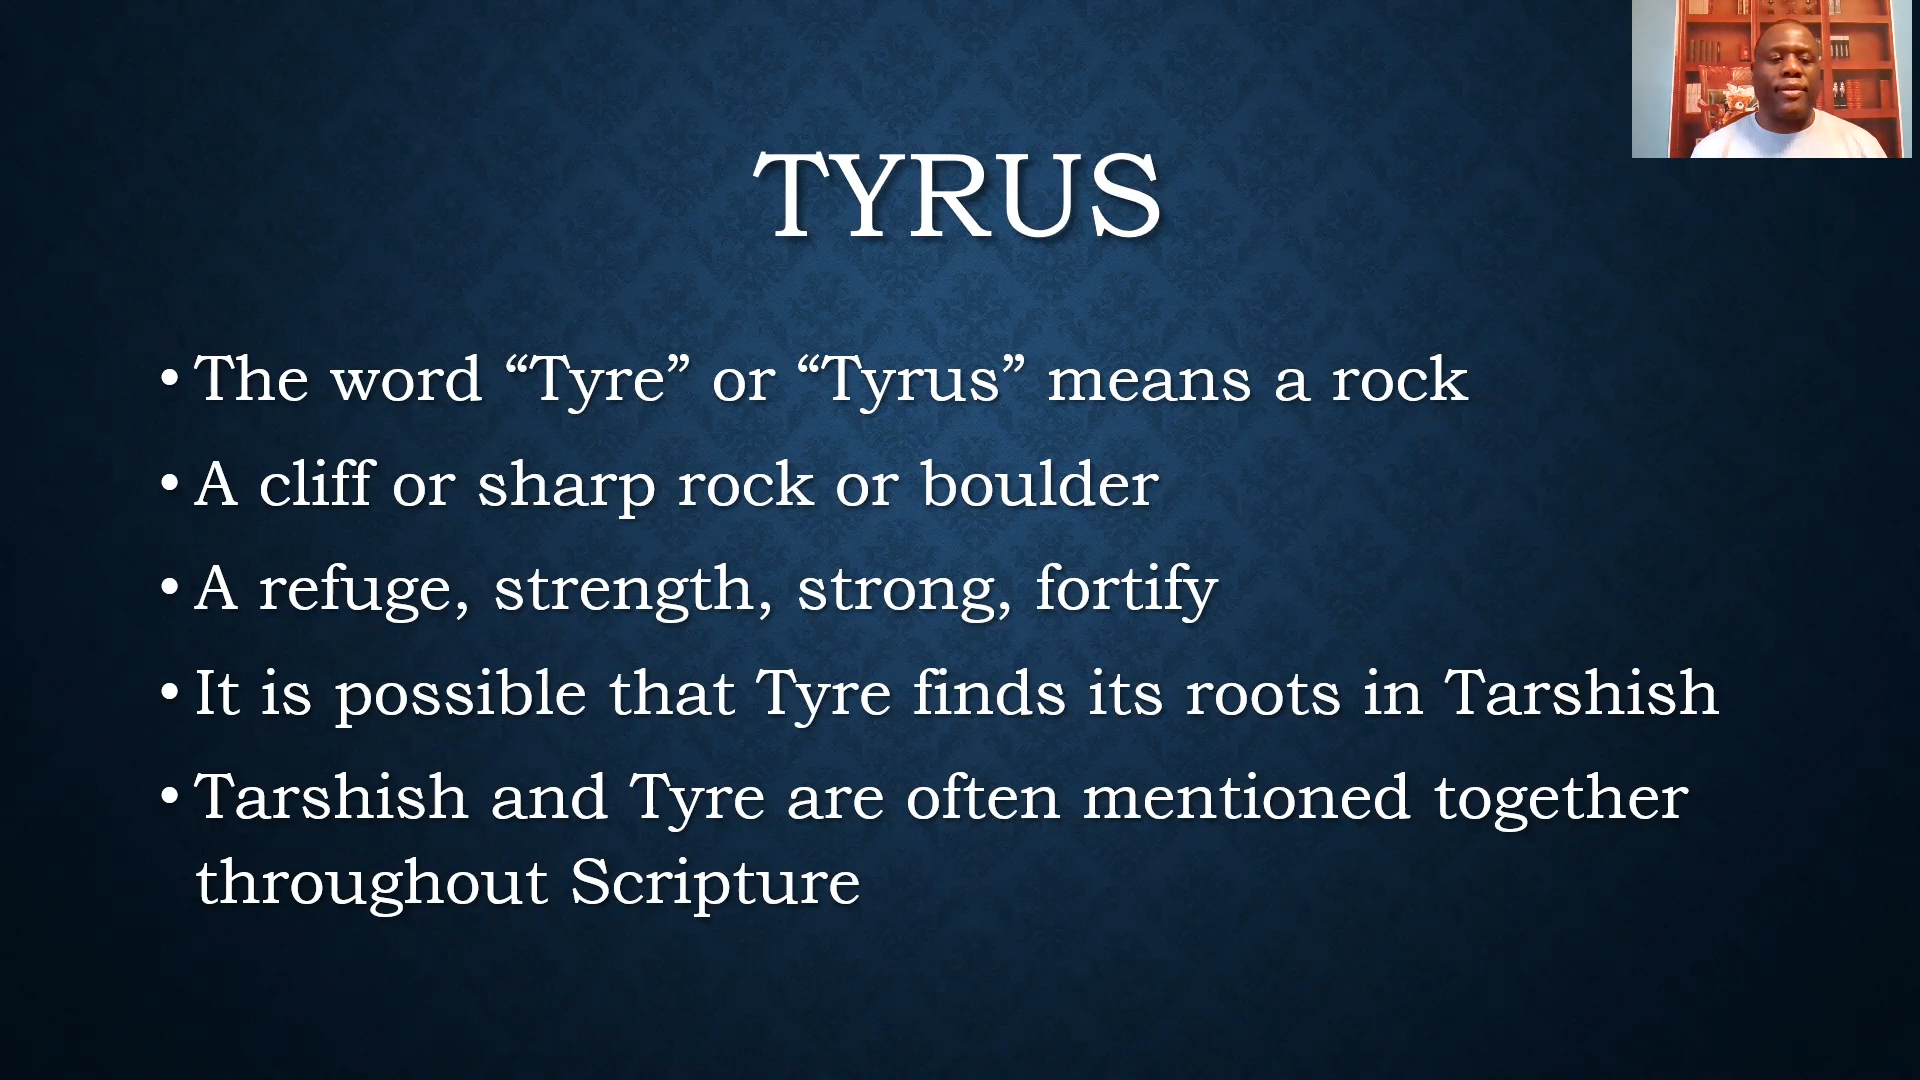 TYRUS
• The word “Tyre” or “Tyrus” means a rock
• A cliff or sharp rock or boulder
• A refuge, strength, strong, fortify
• It is possible that Tyre finds its roots in Tarshish
• Tarshish and Tyre are often mentioned together
throughout Scripture